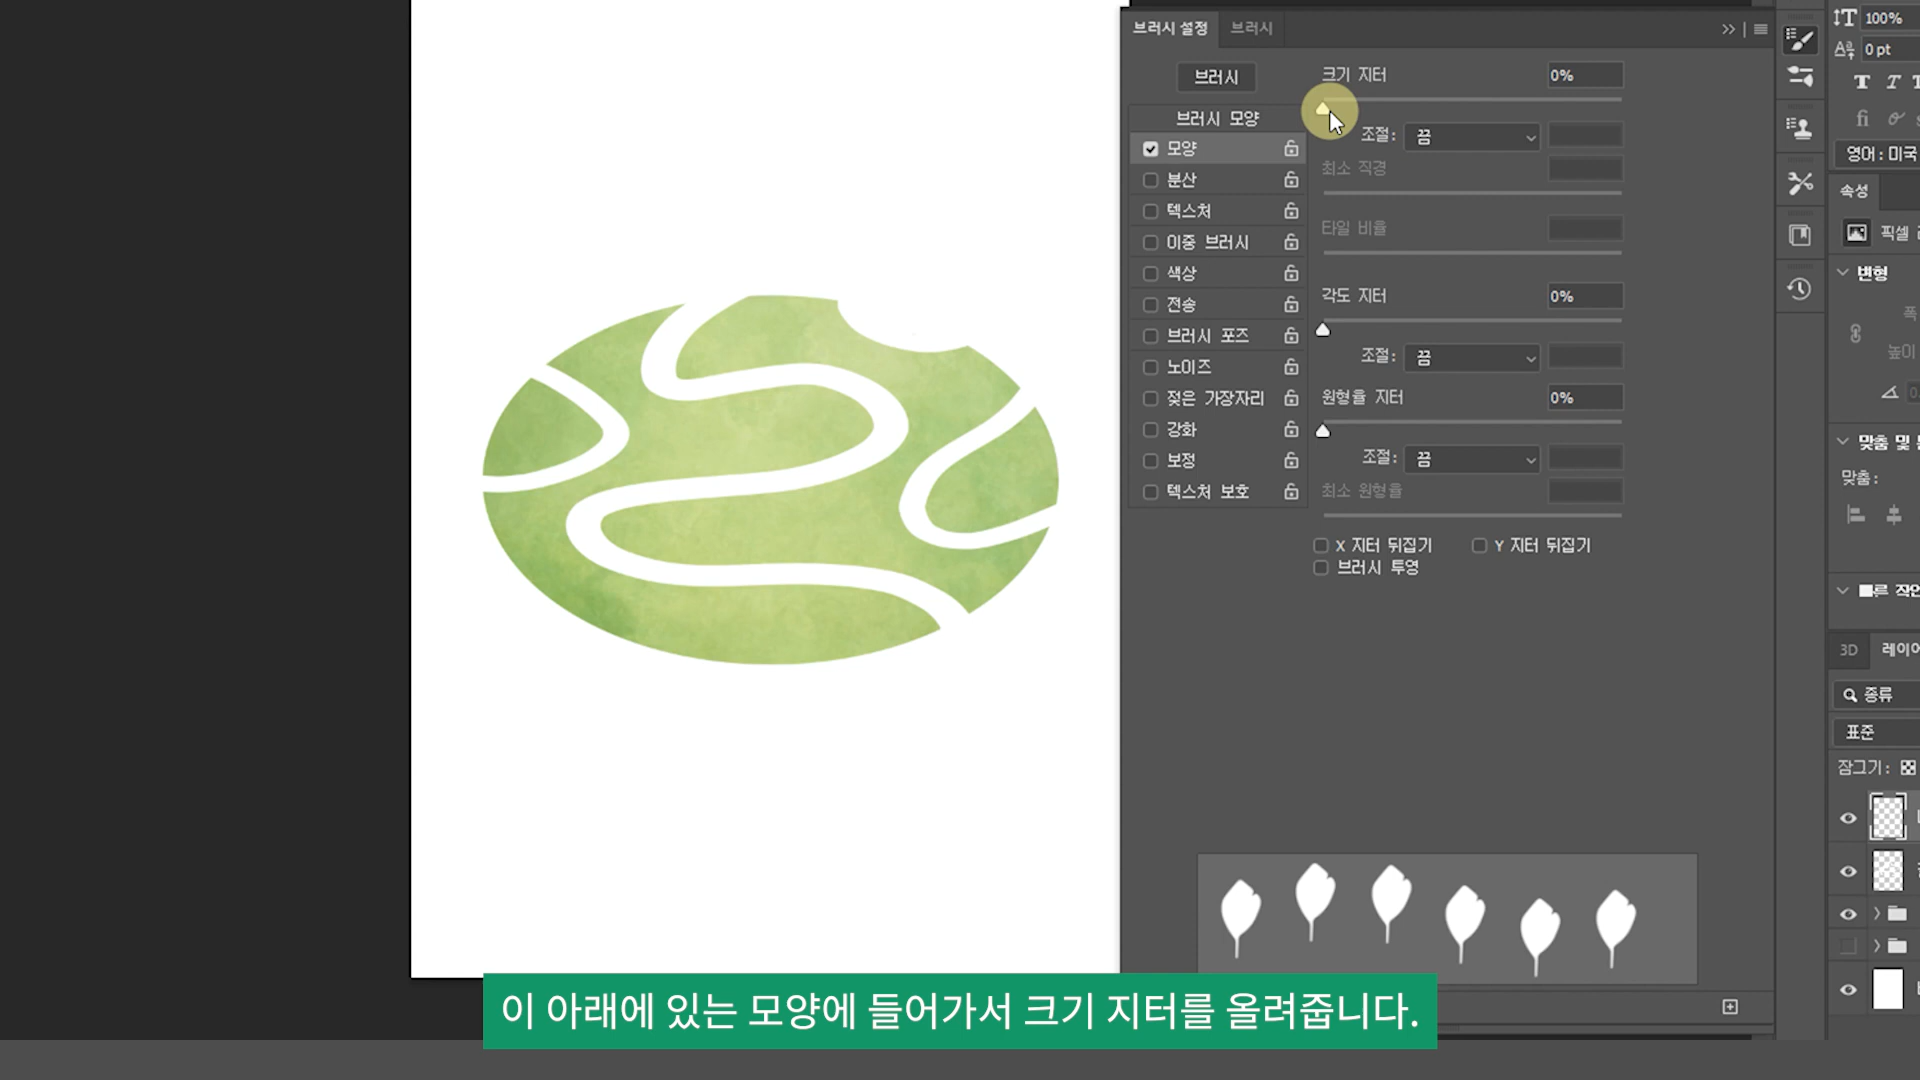 브러시 설정
브러시
브러시
브러시 모양
모양
분산
텍스처
이중 브러시
색상
전송
브러시 포즈
노이즈
젖은 가장자리
강화
보정
텍스처 보호
크기 지터 0%
조절: 끔
최소 직경
타일 비율
각도 지터 0%
조절: 끔
원형율 지터 0%
조절: 끔
최소 원형율
X 지터 뒤집기 Y 지터 뒤집기
브러시 투영
100%
0 pt
영어: 미국
속성
픽셀
변형
폭
높이
맞춤 및
맞춤:
3D 레이어
종류
표준
잠그기:
이 아래에 있는 모양에 들어가서 크기 지터를 올려줍니다.